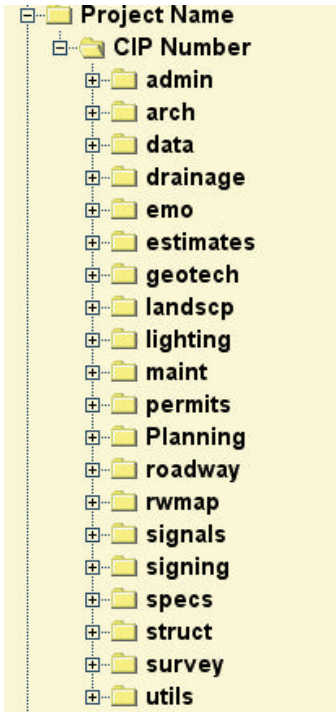 Project Name
CIP Number
admin
arch
data
drainage
emo
estimates
geotech
landscp
lighting
maint
permits
Planning
roadway
rwmap
signals
signing
specs
struct
survey
utils